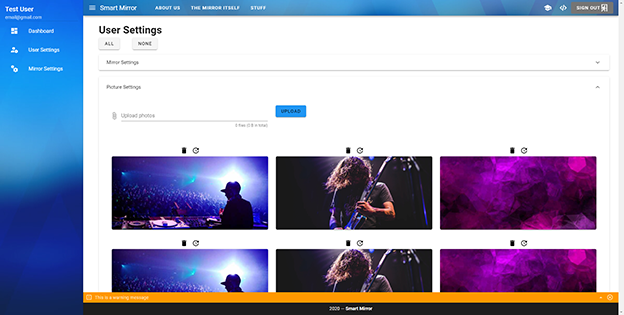 Test User
email@gmail.com
Dashboard
User Settings
Mirror Settings
Smart Mirror
ABOUT US
THE MIRROR ITSELF
STUFF
SIGN OUT
User Settings
ALL
NONE
Mirror Settings
Picture Settings
Upload photos
UPLOAD
0 files (0 B in total)
This is a warning message
2020 — Smart Mirror